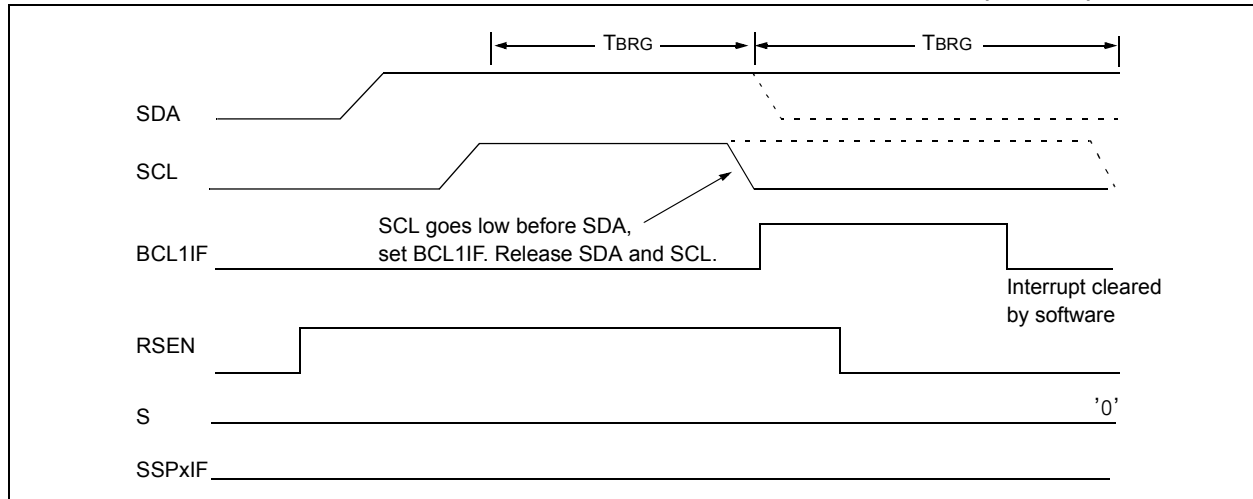 TBRG
TBRG
SDA
SCL
SCL goes low before SDA,
set BCL1IF. Release SDA and SCL.
BCL1IF
Interrupt cleared
by software
RSEN
S
'0'
SSPxIF